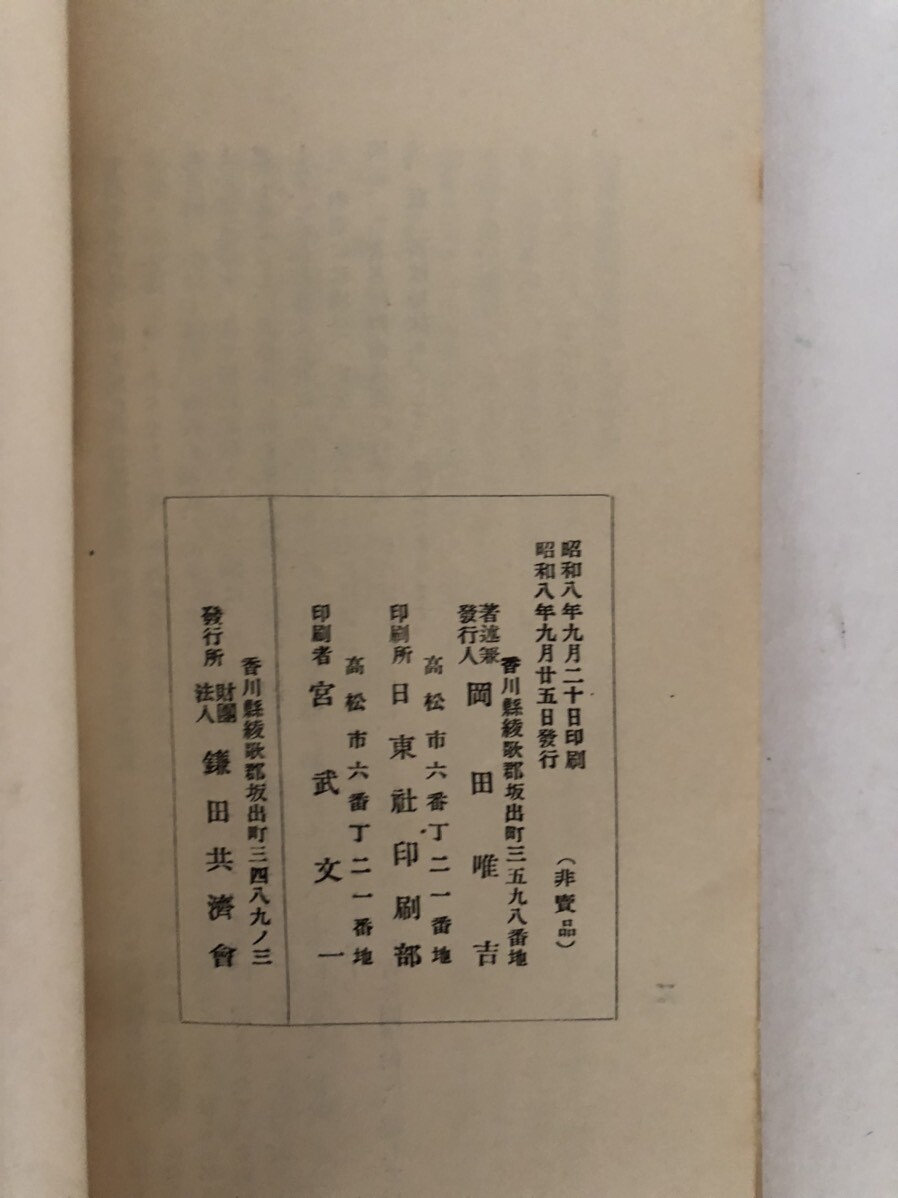 昭和八年九月二十日印刷
昭和八年九月廿五日發行
(非賣品)
香川縣綾歌郡坂出町三五九八番地
著述兼
發行人
岡田唯吉
高松市六番丁二一番地
印刷所 日東社印刷部
高松市六番丁二一番地
印刷者 宮武文一
香川縣綾歌郡坂出町三四八九ノ三
發行所
財團
法人
鎌田共濟會